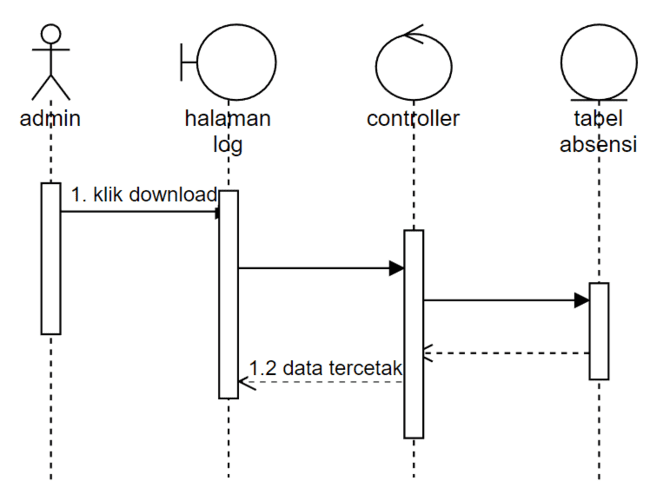 admin
halaman
log
controller
tabel
absensi
1. klik download
1.2 data tercetak